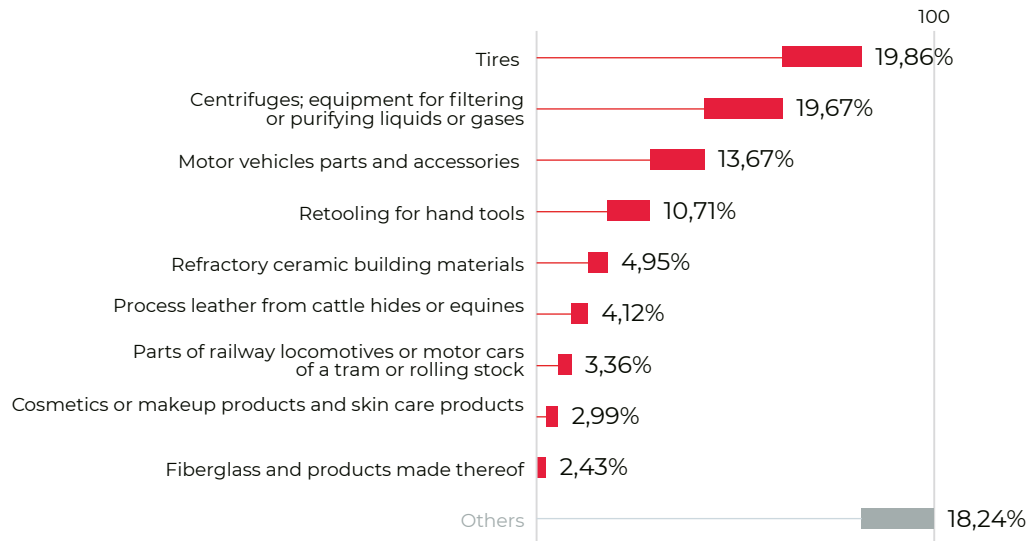 100
Tires
19,86%
Centrifuges; equipment for filtering
or purifying liquids or gases
19,67%
Motor vehicles parts and accessories
13,67%
Retooling for hand tools
10,71%
Refractory ceramic building materials
4,95%
Process leather from cattle hides or equines
4,12%
Parts of railway locomotives or motor cars
of a tram or rolling stock
3,36%
Cosmetics or makeup products and skin care products
2,99%
Fiberglass and products made thereof
2,43%
Others
18,24%